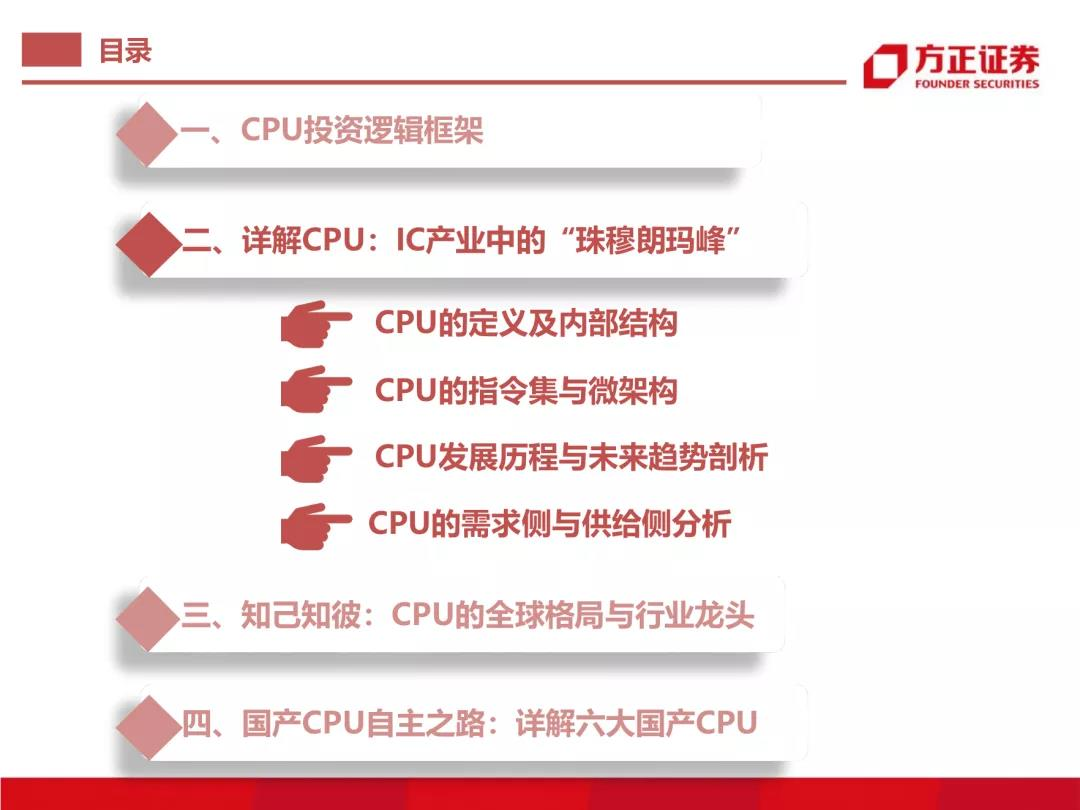 目录
方正证券
FOUNDER SECURITIES
一、CPU投资逻辑框架
二、详解CPU：IC产业中的“珠穆朗玛峰”
CPU的定义及内部结构
CPU的指令集与微架构
CPU发展历程与未来趋势剖析
CPU的需求侧与供给侧分析
三、知己知彼：CPU的全球格局与行业龙头
四、国产CPU自主之路：详解六大国产CPU